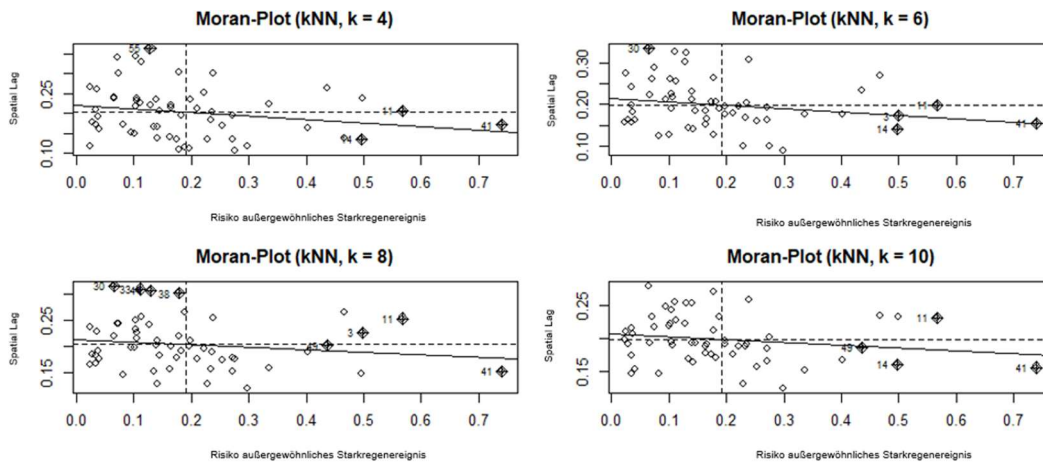 Moran-Plot (kNN, k = 4)
Spatial Lag
0.25
0.10
55
11
41
0.0 0.1 0.2 0.3 0.4 0.5 0.6 0.7
Risiko außergewöhnliches Starkregenereignis
Moran-Plot (kNN, k = 6)
Spatial Lag
0.30
0.20
0.10
30
11
3
14
41
0.0 0.1 0.2 0.3 0.4 0.5 0.6 0.7
Risiko außergewöhnliches Starkregenereignis
Moran-Plot (kNN, k = 8)
Spatial Lag
0.25
0.15
30
33
38
11
3
41
0.0 0.1 0.2 0.3 0.4 0.5 0.6 0.7
Risiko außergewöhnliches Starkregenereignis
Moran-Plot (kNN, k = 10)
Spatial Lag
0.25
0.15
11
49
14
41
0.0 0.1 0.2 0.3 0.4 0.5 0.6 0.7
Risiko außergewöhnliches Starkregenereignis